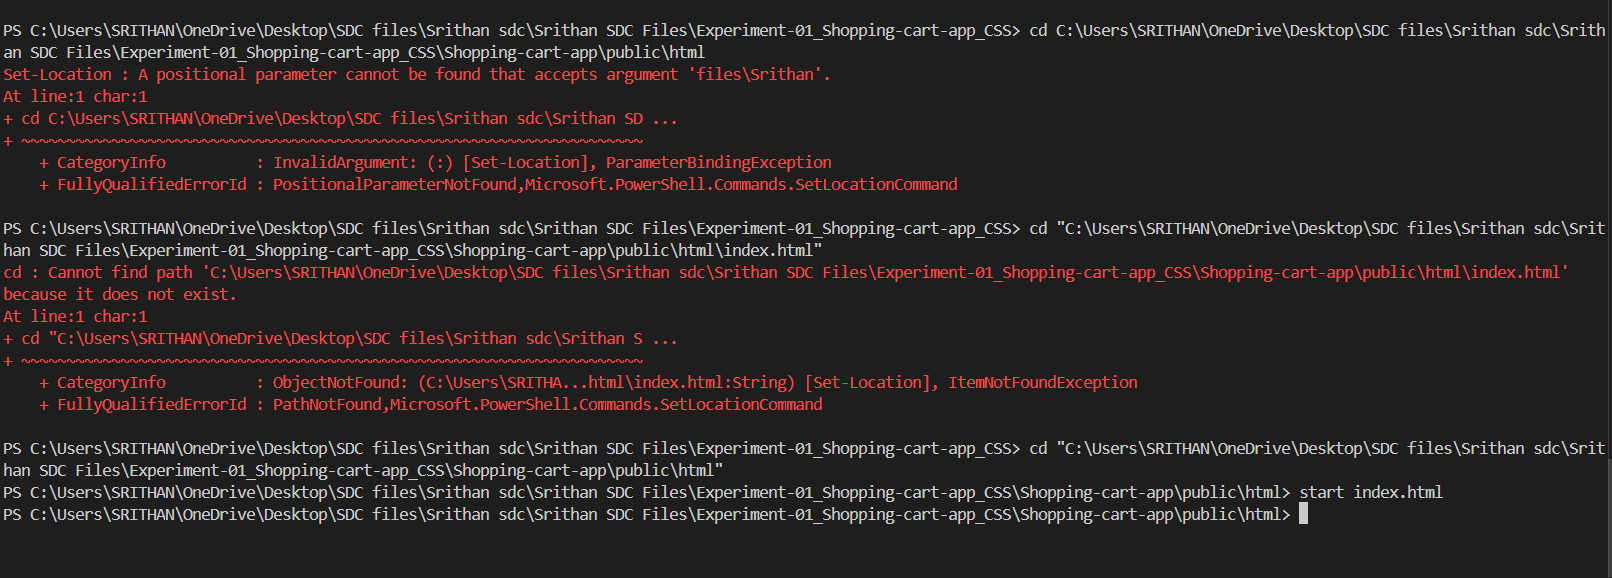 PS C:\Users\SRITHAN\OneDrive\Desktop\SDC files\Srithan sdc\Srithan SDC Files\Experiment-01_Shopping-cart-app_CSS> cd C:\Users\SRITHAN\OneDrive\Desktop\SDC files\Srithan sdc\Srith
an SDC Files\Experiment-01_Shopping-cart-app_CSS\Shopping-cart-app\public\html
Set-Location : A positional parameter cannot be found that accepts argument 'files\Srithan'.
At line:1 char:1
+ cd C:\Users\SRITHAN\OneDrive\Desktop\SDC files\Srithan sdc\Srithan SD ...
+ ~~~~~~~~~~~~~~~~~~~~~~~~~~~~~~~~~~~~~~~~~~~~~~~~~~~~~~~~~~~~~~~~~~~~~
    + CategoryInfo          : InvalidArgument: (:) [Set-Location], ParameterBindingException
    + FullyQualifiedErrorId : PositionalParameterNotFound,Microsoft.PowerShell.Commands.SetLocationCommand
PS C:\Users\SRITHAN\OneDrive\Desktop\SDC files\Srithan sdc\Srithan SDC Files\Experiment-01_Shopping-cart-app_CSS> cd "C:\Users\SRITHAN\OneDrive\Desktop\SDC files\Srithan sdc\Srit
han SDC Files\Experiment-01_Shopping-cart-app_CSS\Shopping-cart-app\public\html\index.html"
cd : Cannot find path 'C:\Users\SRITHAN\OneDrive\Desktop\SDC files\Srithan sdc\Srithan SDC Files\Experiment-01_Shopping-cart-app_CSS\Shopping-cart-app\public\html\index.html'
because it does not exist.
At line:1 char:1
+ cd "C:\Users\SRITHAN\OneDrive\Desktop\SDC files\Srithan sdc\Srithan S ...
+ ~~~~~~~~~~~~~~~~~~~~~~~~~~~~~~~~~~~~~~~~~~~~~~~~~~~~~~~~~~~~~~~~~~~~~
    + CategoryInfo          : ObjectNotFound: (C:\Users\SRITHA...html\index.html:String) [Set-Location], ItemNotFoundException
    + FullyQualifiedErrorId : PathNotFound,Microsoft.PowerShell.Commands.SetLocationCommand
PS C:\Users\SRITHAN\OneDrive\Desktop\SDC files\Srithan sdc\Srithan SDC Files\Experiment-01_Shopping-cart-app_CSS> cd "C:\Users\SRITHAN\OneDrive\Desktop\SDC files\Srithan sdc\Srit
han SDC Files\Experiment-01_Shopping-cart-app_CSS\Shopping-cart-app\public\html"
PS C:\Users\SRITHAN\OneDrive\Desktop\SDC files\Srithan sdc\Srithan SDC Files\Experiment-01_Shopping-cart-app_CSS\Shopping-cart-app\public\html> start index.html
PS C:\Users\SRITHAN\OneDrive\Desktop\SDC files\Srithan sdc\Srithan SDC Files\Experiment-01_Shopping-cart-app_CSS\Shopping-cart-app\public\html>